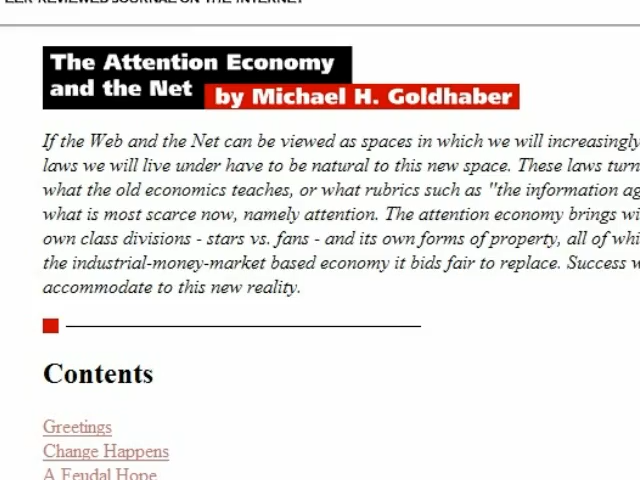 REVIEWED JOURNAL ON THE INTERNET
The Attention Economy
and the Net by Michael H. Goldhaber
If the Web and the Net can be viewed as spaces in which we will increasingly
laws we will live under have to be natural to this new space. These laws turn
what the old economics teaches, or what rubrics such as "the information ag
what is most scarce now, namely attention. The attention economy brings wi
own class divisions - stars vs. fans - and its own forms of property, all of whi
the industrial-money-market based economy it bids fair to replace. Success w
accommodate to this new reality.
Contents
Greetings
Change Happens
A Feudal Hope